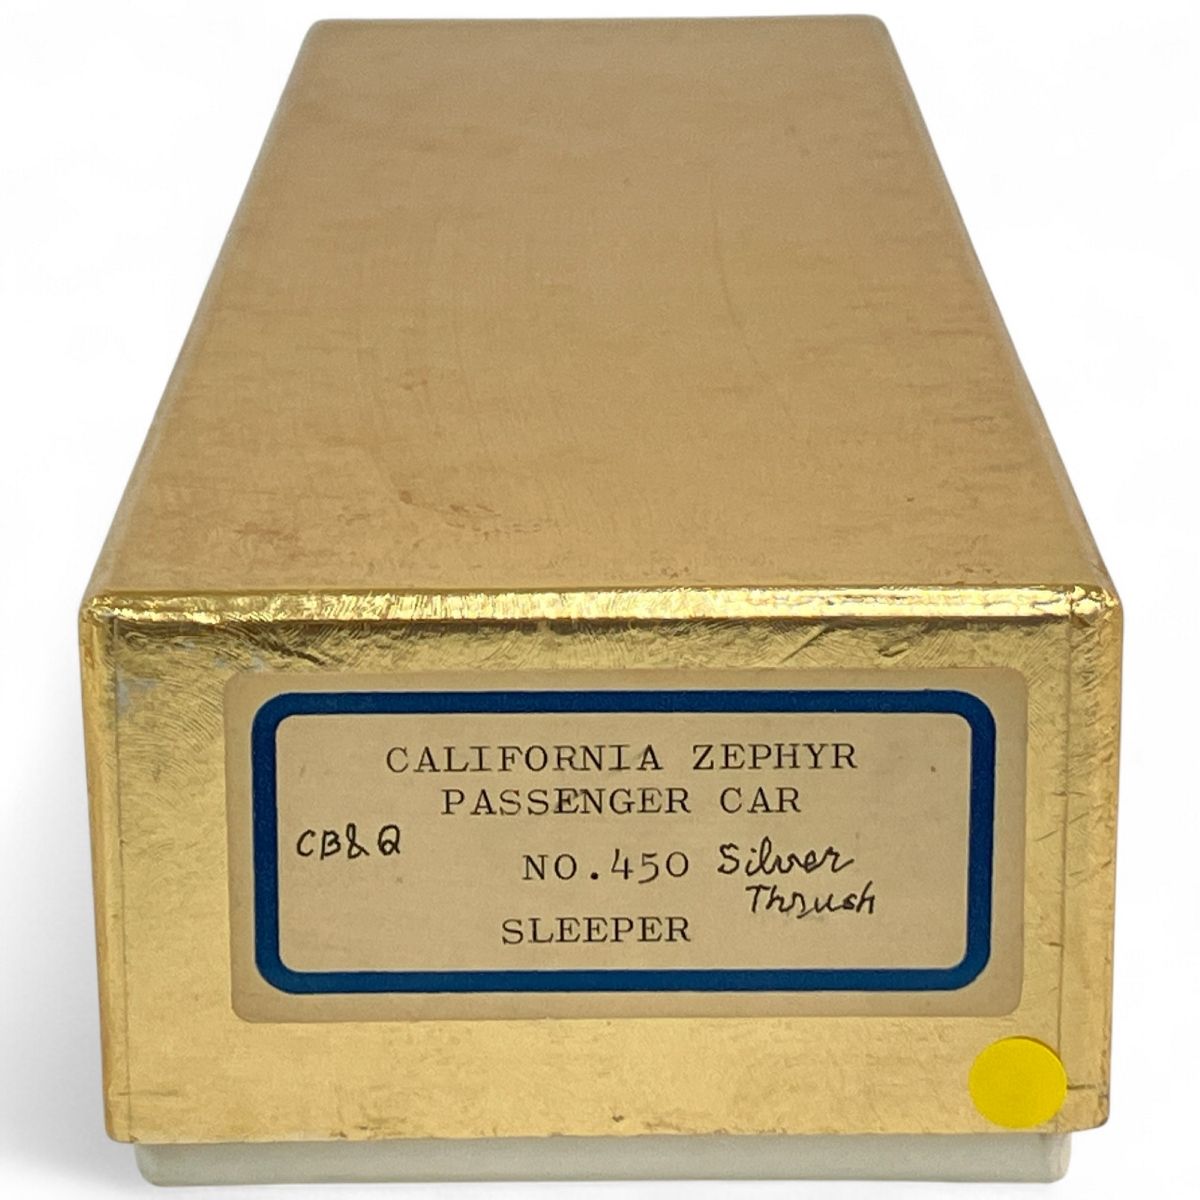 CALIFORNIA ZEPHYR
PASSENGER CAR
CB&Q
NO.450 Silver
Thrush
SLEEPER